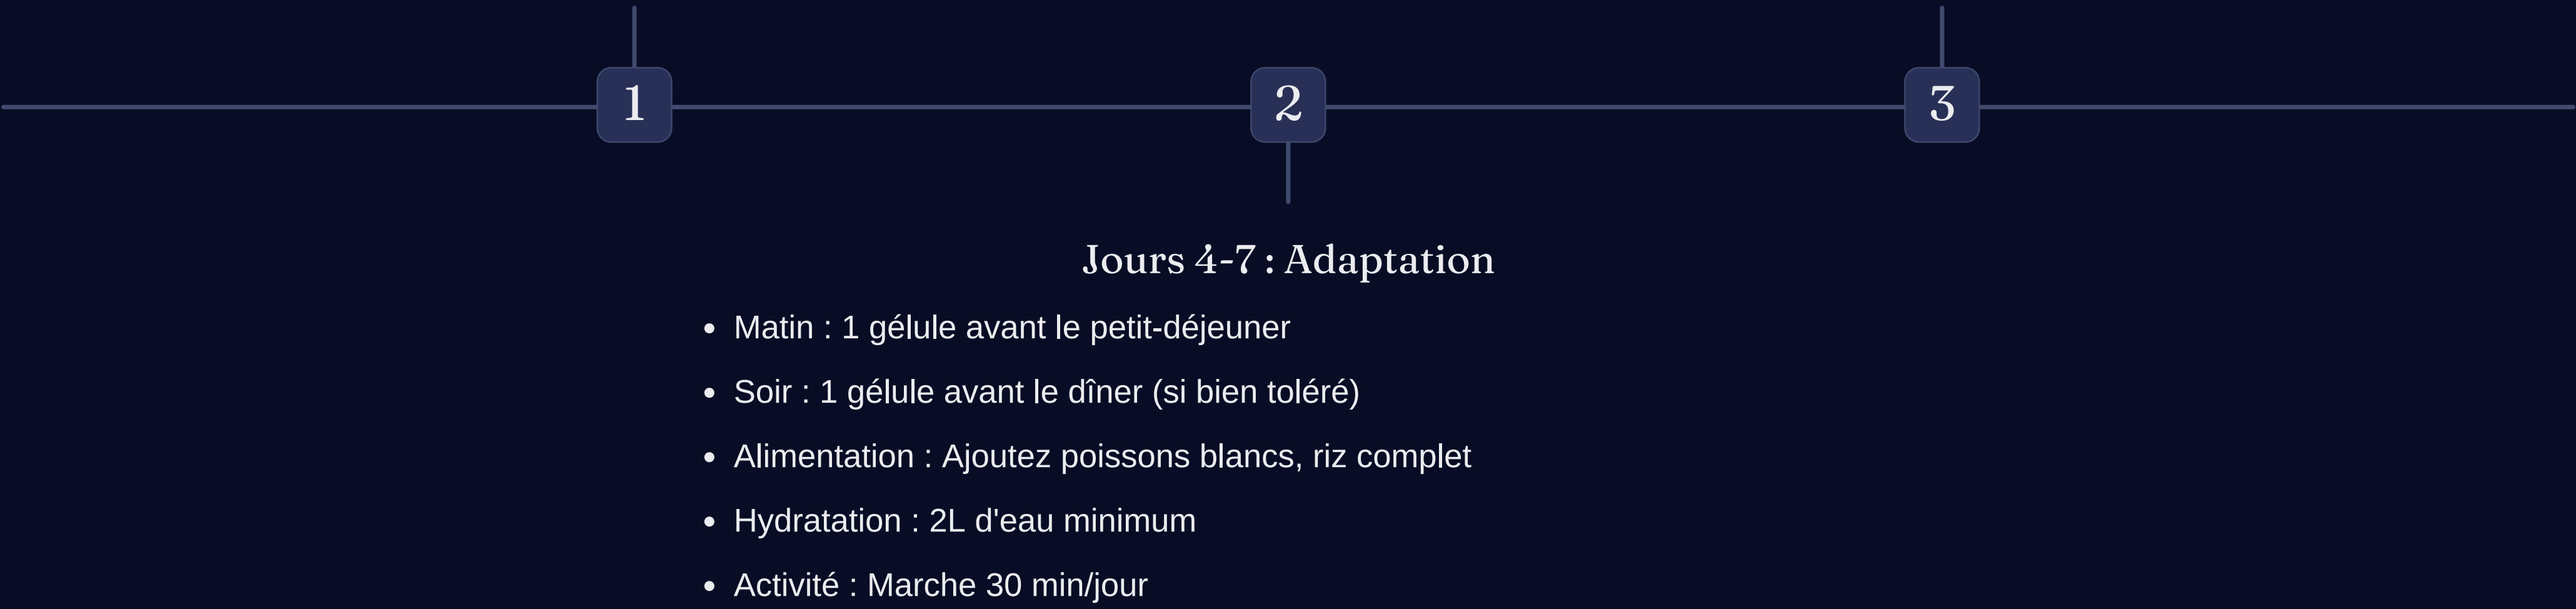 1
2
3
Jours 4-7 : Adaptation
Matin : 1 gélule avant le petit-déjeuner
Soir : 1 gélule avant le dîner (si bien toléré)
Alimentation : Ajoutez poissons blancs, riz complet
Hydratation : 2L d'eau minimum
Activité : Marche 30 min/jour